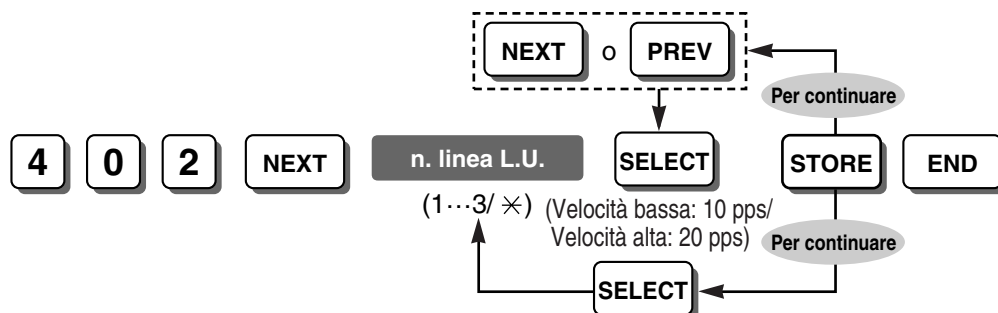 NEXT o PREV
Per continuare
4 0 2 NEXT n. linea L.U. SELECT STORE END
(1···3/ ✳) (Velocità bassa: 10 pps/
Velocità alta: 20 pps)
Per continuare
SELECT